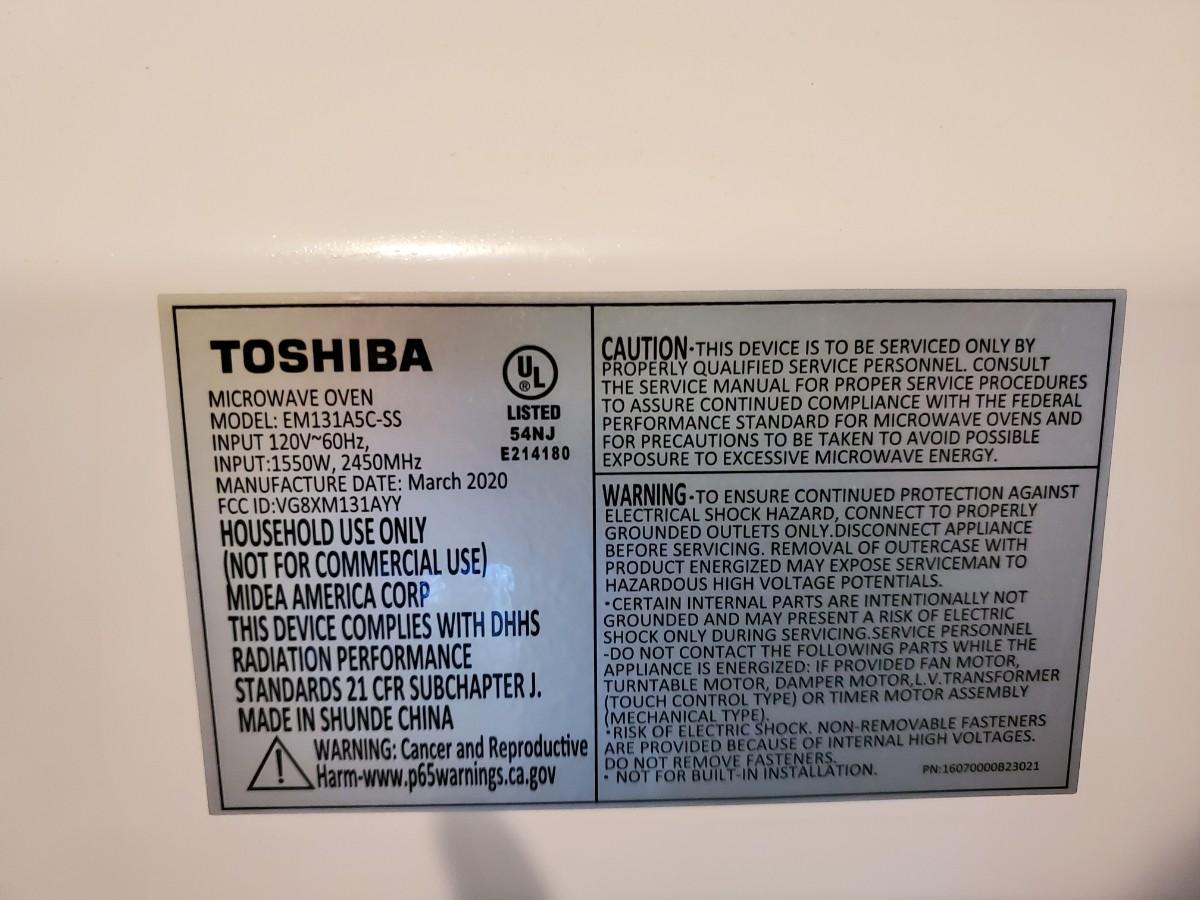 TOSHIBA
MICROWAVE OVEN
MODEL: EM131A5C-SS
INPUT 120V~60Hz,
INPUT:1550W, 2450MHz
MANUFACTURE DATE: March 2020
FCC ID:VG8XM131AYY
UL
®
LISTED
54NJ
E214180
HOUSEHOLD USE ONLY
(NOT FOR COMMERCIAL USE)
MIDEA AMERICA CORP
THIS DEVICE COMPLIES WITH DHHS
RADIATION PERFORMANCE
STANDARDS 21 CFR SUBCHAPTER J.
MADE IN SHUNDE CHINA
! WARNING: Cancer and Reproductive
Harm-www.p65warnings.ca.gov
CAUTION·THIS DEVICE IS TO BE SERVICED ONLY BY
PROPERLY QUALIFIED SERVICE PERSONNEL. CONSULT
THE SERVICE MANUAL FOR PROPER SERVICE PROCEDURES
TO ASSURE CONTINUED COMPLIANCE WITH THE FEDERAL
PERFORMANCE STANDARD FOR MICROWAVE OVENS AND
FOR PRECAUTIONS TO BE TAKEN TO AVOID POSSIBLE
EXPOSURE TO EXCESSIVE MICROWAVE ENERGY.
WARNING·TO ENSURE CONTINUED PROTECTION AGAINST
ELECTRICAL SHOCK HAZARD, CONNECT TO PROPERLY
GROUNDED OUTLETS ONLY.DISCONNECT APPLIANCE
BEFORE SERVICING. REMOVAL OF OUTERCASE WITH
PRODUCT ENERGIZED MAY EXPOSE SERVICEMAN TO
HAZARDOUS HIGH VOLTAGE POTENTIALS.
·CERTAIN INTERNAL PARTS ARE INTENTIONALLY NOT
GROUNDED AND MAY PRESENT A RISK OF ELECTRIC
SHOCK ONLY DURING SERVICING.SERVICE PERSONNEL
-DO NOT CONTACT THE FOLLOWING PARTS WHILE THE
APPLIANCE IS ENERGIZED: IF PROVIDED FAN MOTOR,
TURNTABLE MOTOR, DAMPER MOTOR,L.V.TRANSFORMER
(TOUCH CONTROL TYPE) OR TIMER MOTOR ASSEMBLY
(MECHANICAL TYPE).
·RISK OF ELECTRIC SHOCK. NON-REMOVABLE FASTENERS
ARE PROVIDED BECAUSE OF INTERNAL HIGH VOLTAGES.
DO NOT REMOVE FASTENERS.
· NOT FOR BUILT-IN INSTALLATION.
PN:16070000B23021